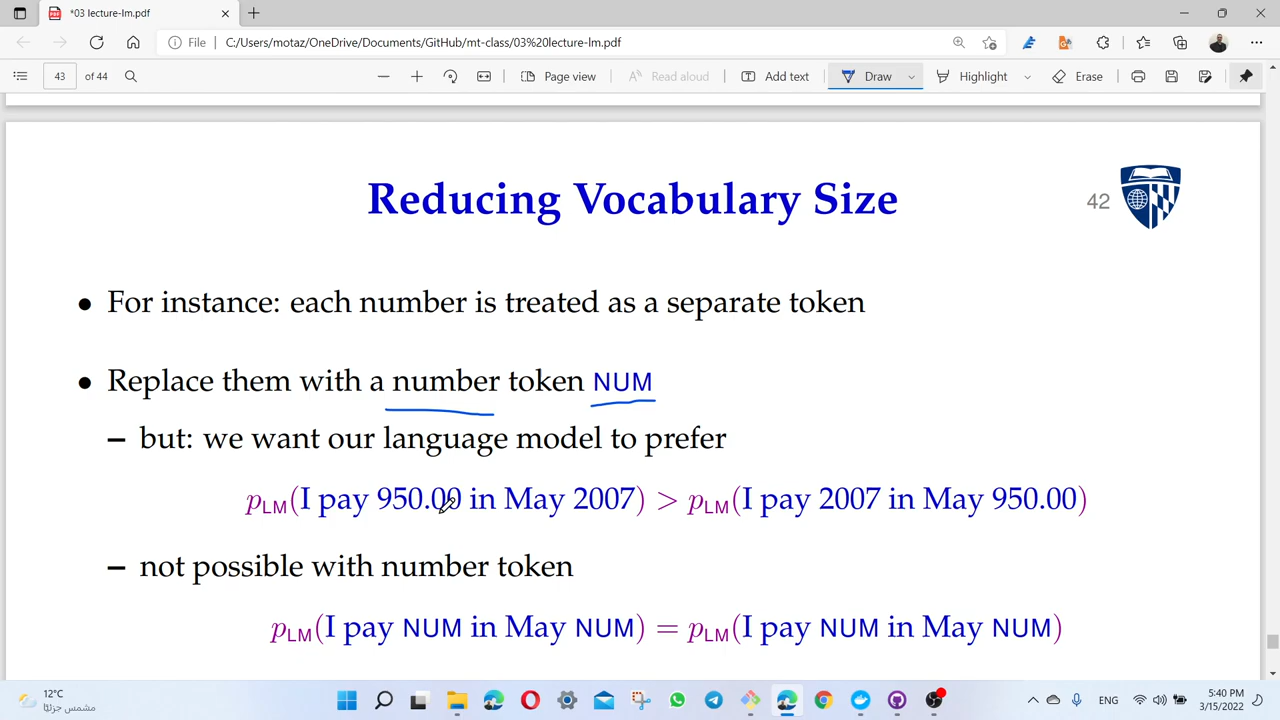 *03 lecture-lm.pdf
File C:/Users/motaz/OneDrive/Documents/GitHub/mt-class/03%20lecture-lm.pdf
43 of 44 Page view Read aloud Add text Draw Highlight Erase
Reducing Vocabulary Size
42
• For instance: each number is treated as a separate token
• Replace them with a number token NUM
– but: we want our language model to prefer
pLM(I pay 950.00 in May 2007) > pLM(I pay 2007 in May 950.00)
– not possible with number token
pLM(I pay NUM in May NUM) = pLM(I pay NUM in May NUM)
12°C
مشمس جزئيًا
ENG
5:40 PM
3/15/2022